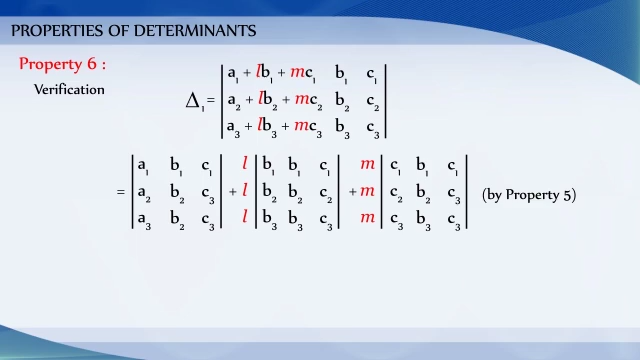 PROPERTIES OF DETERMINANTS
Property 6 :
Verification
Δ₁ = | a₁ + lb₁ + mc₁ b₁ c₁ |
| a₂ + lb₂ + mc₂ b₂ c₂ |
| a₃ + lb₃ + mc₃ b₃ c₃ |
| a₁ b₁ c₁ | l | b₁ b₁ c₁ | m | c₁ b₁ c₁ |
= | a₂ b₂ c₃ | + l | b₂ b₂ c₂ | + m | c₂ b₂ c₃ | (by Property 5)
| a₃ b₂ c₃ | l | b₃ b₃ c₃ | m | c₃ b₃ c₃ |